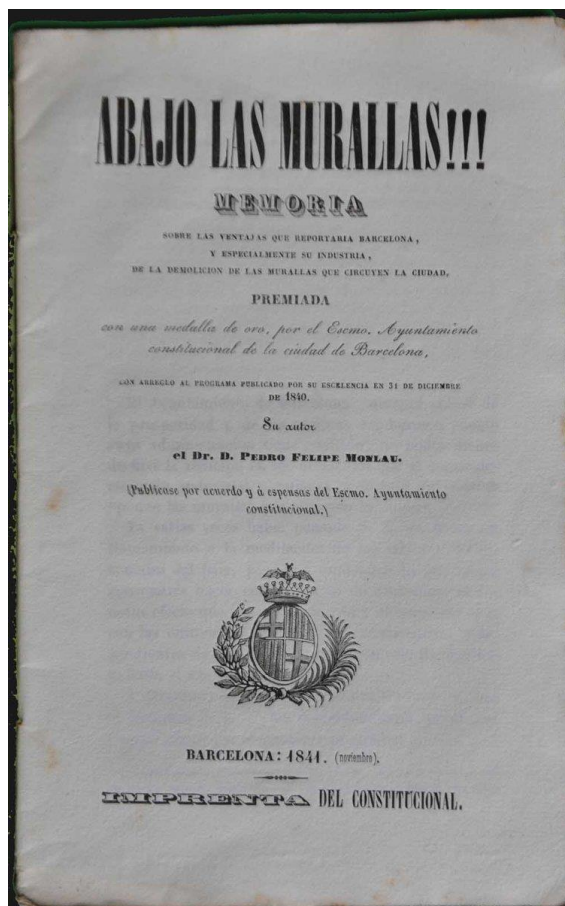 ABAJO LAS MURALLAS!!!
MEMORIA
SOBRE LAS VENTAJAS QUE REPORTARIA BARCELONA,
Y ESPECIALMENTE SU INDUSTRIA,
DE LA DEMOLICION DE LAS MURALLAS QUE CIRCUYEN LA CIUDAD,
PREMIADA
con una medalla de oro, por el Escmo. Ayuntamiento
constitucional de la ciudad de Barcelona,
CON ARREGLO AL PROGRAMA PUBLICADO POR SU ESCELENCIA EN 31 DE DICIEMBRE
DE 1840.
Su autor
el Dr. D. PEDRO FELIPE MONLAU.
(Publícase por acuerdo y á espensas del Escmo. Ayuntamiento
constitucional.)
BARCELONA: 1841. (noviembre).
IMPRENTA DEL CONSTITUCIONAL.